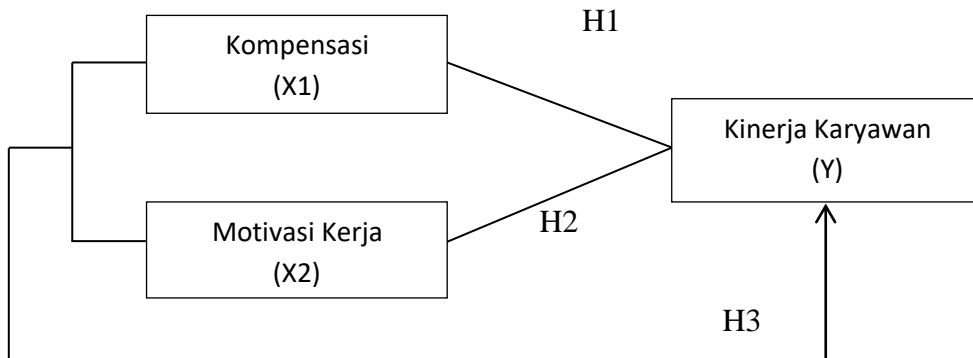 H1
Kompensasi
(X1)
Kinerja Karyawan
(Y)
Motivasi Kerja
(X2)
H2
H3